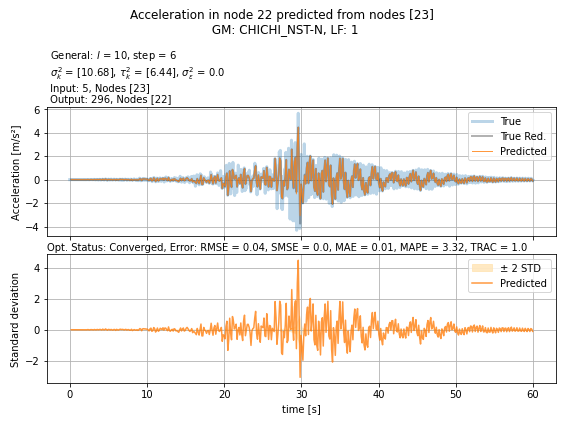 Acceleration in node 22 predicted from nodes [23]
GM: CHICHI_NST-N, LF: 1
General: l = 10, step = 6
σ²ₖ = [10.68], τ²ₖ = [6.44], σ²ε = 0.0
Input: 5, Nodes [23]
Output: 296, Nodes [22]
Acceleration [m/s²]
6
4
2
0
−2
−4
True
True Red.
Predicted
Opt. Status: Converged, Error: RMSE = 0.04, SMSE = 0.0, MAE = 0.01, MAPE = 3.32, TRAC = 1.0
Standard deviation
4
2
0
−2
± 2 STD
Predicted
0 10 20 30 40 50 60
time [s]